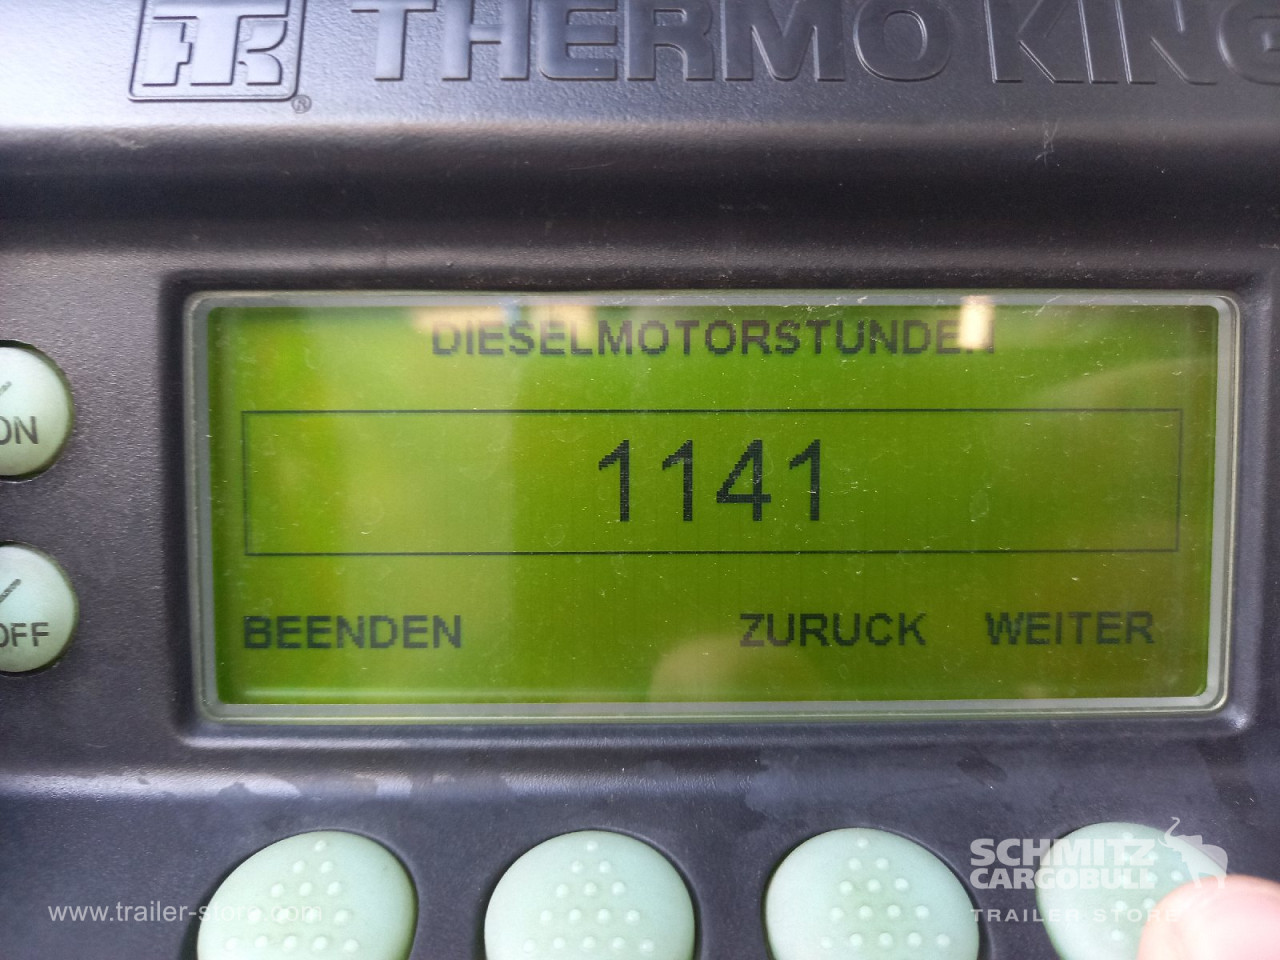 THERMO KING
®
DIESELMOTORSTUNDEN
ON
1141
OFF
BEENDEN ZURUCK WEITER
SCHMITZ
CARGOBULL
TRAILER STORE
www.trailer-store.com